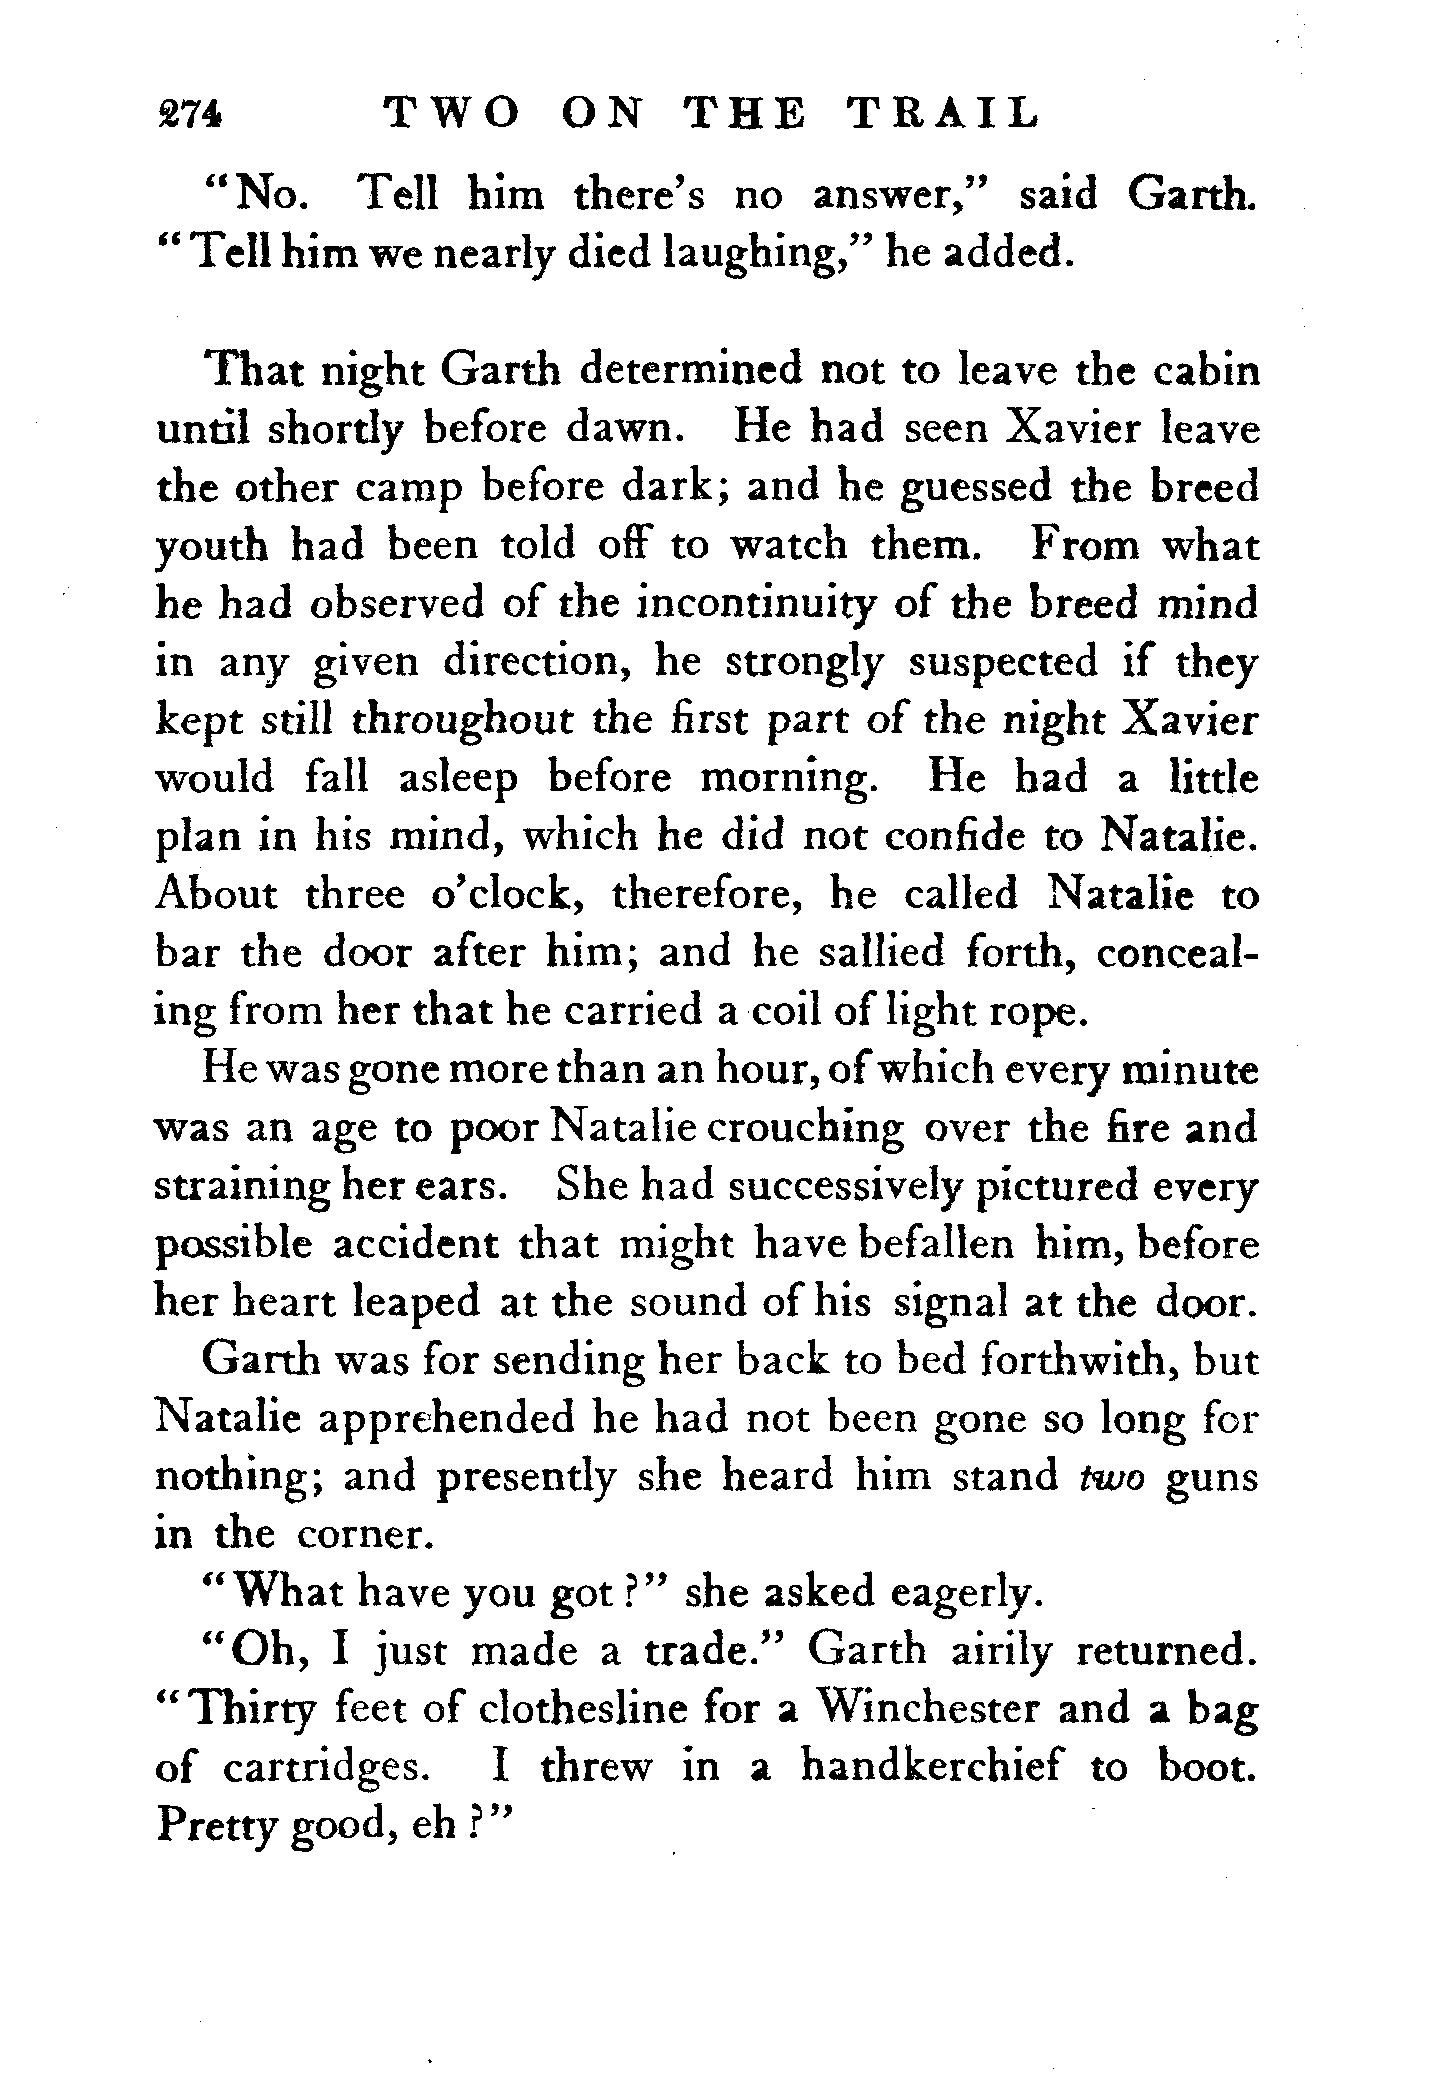 274 TWO ON THE TRAIL
“No. Tell him there’s no answer,” said Garth.
“Tell him we nearly died laughing,” he added.
That night Garth determined not to leave the cabin
until shortly before dawn. He had seen Xavier leave
the other camp before dark; and he guessed the breed
youth had been told off to watch them. From what
he had observed of the incontinuity of the breed mind
in any given direction, he strongly suspected if they
kept still throughout the first part of the night Xavier
would fall asleep before morning. He had a little
plan in his mind, which he did not confide to Natalie.
About three o’clock, therefore, he called Natalie to
bar the door after him; and he sallied forth, conceal-
ing from her that he carried a coil of light rope.
He was gone more than an hour, of which every minute
was an age to poor Natalie crouching over the fire and
straining her ears. She had successively pictured every
possible accident that might have befallen him, before
her heart leaped at the sound of his signal at the door.
Garth was for sending her back to bed forthwith, but
Natalie apprehended he had not been gone so long for
nothing; and presently she heard him stand two guns
in the corner.
“What have you got?” she asked eagerly.
“Oh, I just made a trade.” Garth airily returned.
“Thirty feet of clothesline for a Winchester and a bag
of cartridges. I threw in a handkerchief to boot.
Pretty good, eh?”